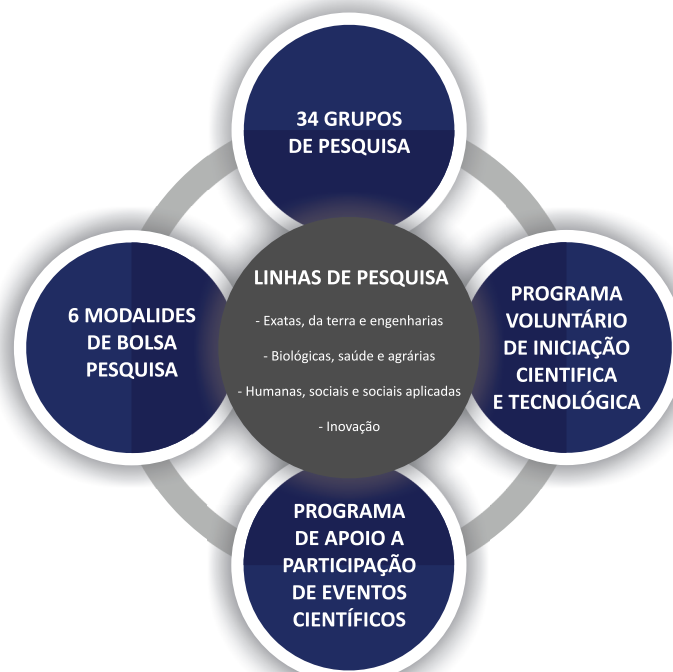 34 GRUPOS
DE PESQUISA
6 MODALIDES
DE BOLSA
PESQUISA
LINHAS DE PESQUISA
- Exatas, da terra e engenharias
- Biológicas, saúde e agrárias
- Humanas, sociais e sociais aplicadas
- Inovação
PROGRAMA
VOLUNTÁRIO
DE INICIAÇÃO
CIENTIFICA
E TECNOLÓGICA
PROGRAMA
DE APOIO A
PARTICIPAÇÃO
DE EVENTOS
CIENTÍFICOS